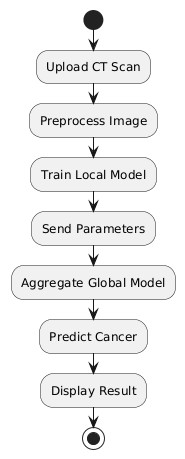 Upload CT Scan
Preprocess Image
Train Local Model
Send Parameters
Aggregate Global Model
Predict Cancer
Display Result